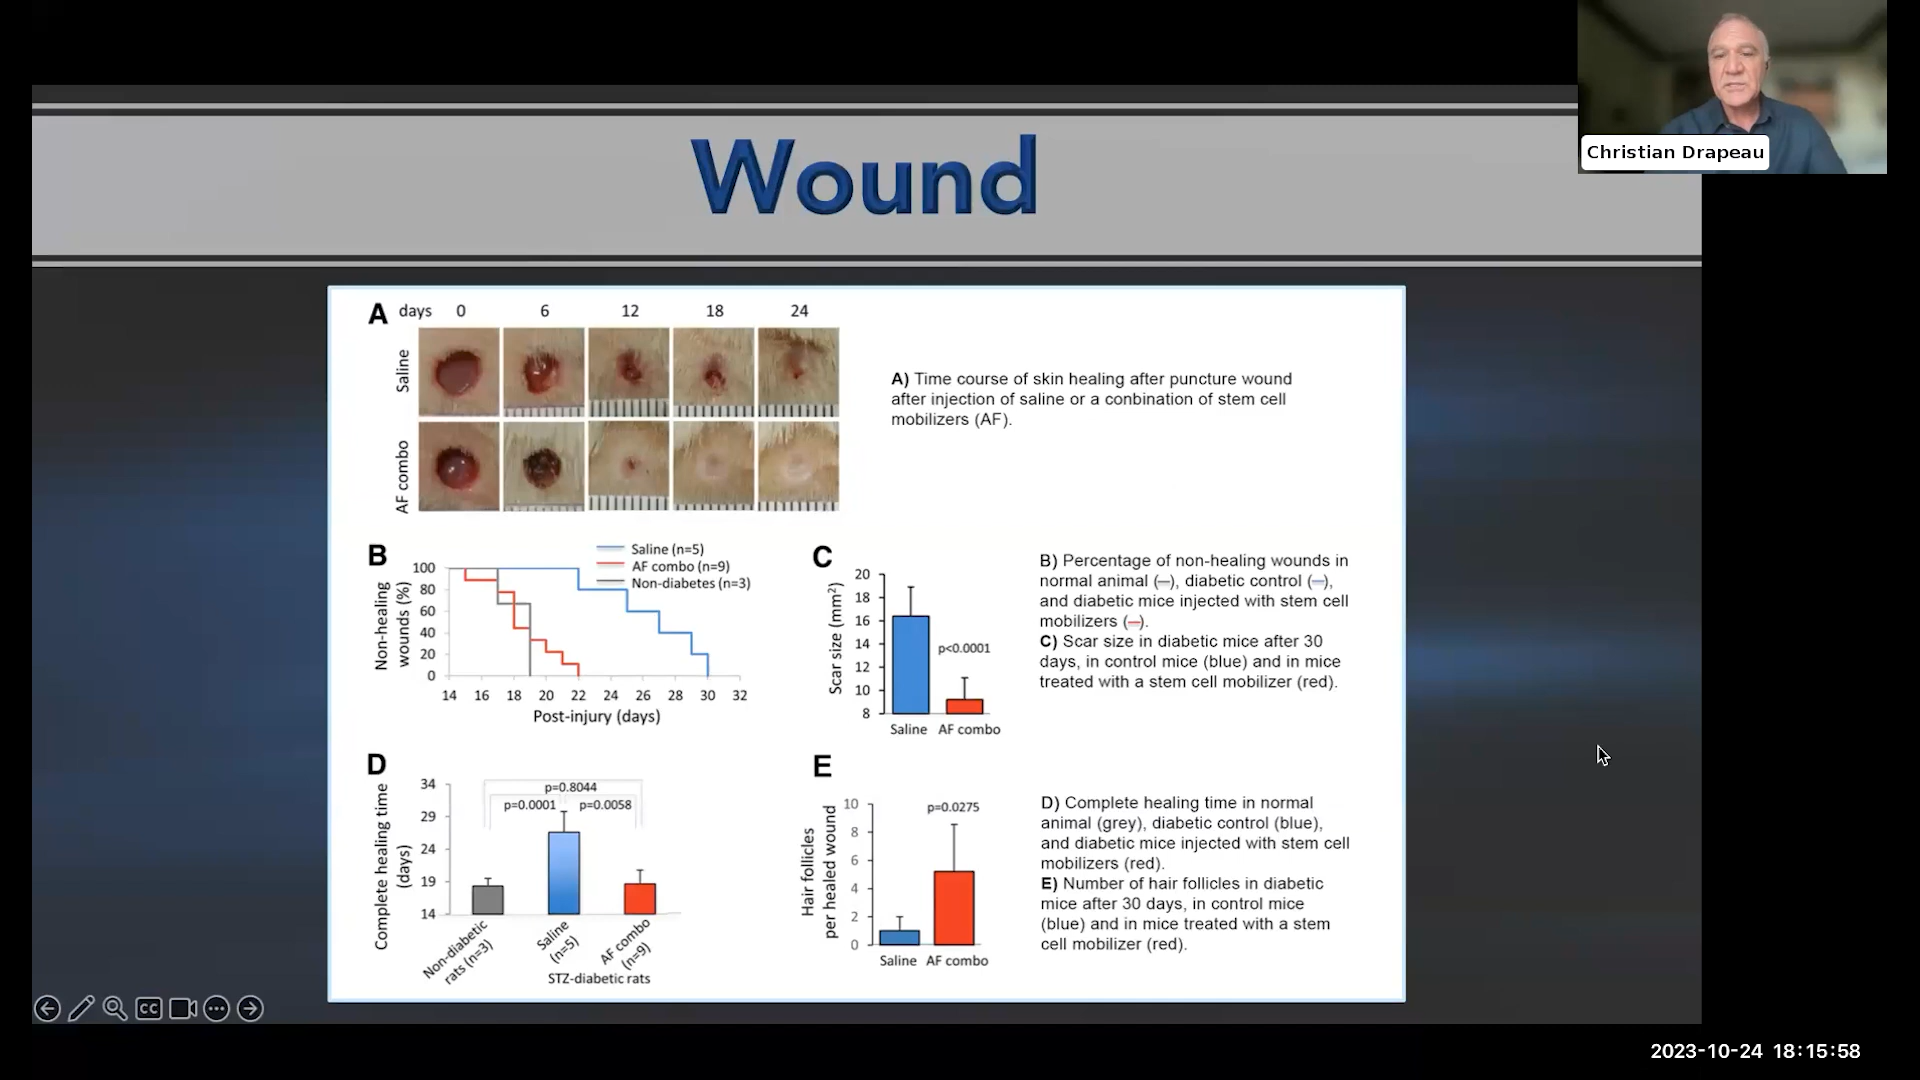 Christian Drapeau
Wound
A days 0 6 12 18 24
Saline
AF combo
A) Time course of skin healing after puncture wound
after injection of saline or a conbination of stem cell
mobilizers (AF).
B
Saline (n=5)
AF combo (n=9)
Non-diabetes (n=3)
Non-healing
wounds (%)
100
80
60
40
20
0
14 16 18 20 22 24 26 28 30 32
Post-injury (days)
C
Scar size (mm²)
20
18
16
14
12
10
8
p<0.0001
Saline AF combo
B) Percentage of non-healing wounds in
normal animal (—), diabetic control (—),
and diabetic mice injected with stem cell
mobilizers (—).
C) Scar size in diabetic mice after 30
days, in control mice (blue) and in mice
treated with a stem cell mobilizer (red).
D
Complete healing time
(days)
34
29
24
19
14
p=0.8044
p=0.0001 p=0.0058
Non-diabetic
rats (n=3)
Saline
(n=5)
AF combo
(n=9)
STZ-diabetic rats
E
Hair follicles
per healed wound
10
8
6
4
2
0
p=0.0275
Saline AF combo
D) Complete healing time in normal
animal (grey), diabetic control (blue),
and diabetic mice injected with stem cell
mobilizers (red).
E) Number of hair follicles in diabetic
mice after 30 days, in control mice
(blue) and in mice treated with a stem
cell mobilizer (red).
CC
2023-10-24 18:15:58